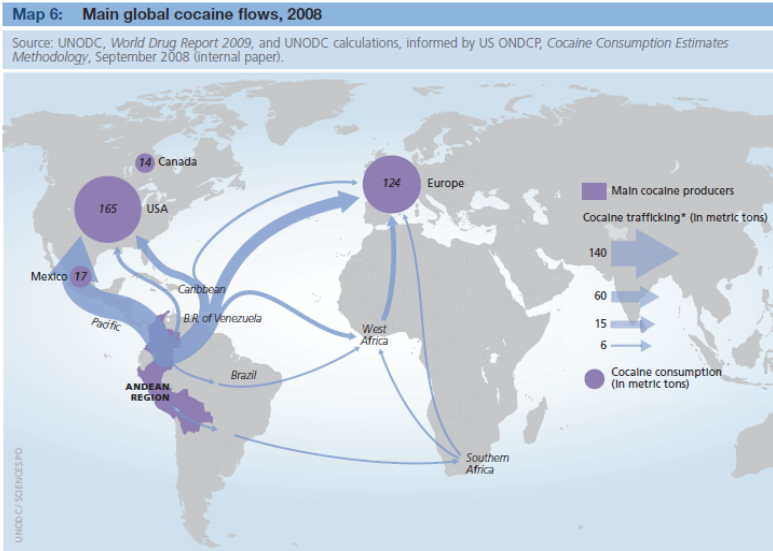 Map 6: Main global cocaine flows, 2008
Source: UNODC, World Drug Report 2009, and UNODC calculations, informed by US ONDCP, Cocaine Consumption Estimates
Methodology, September 2008 (internal paper).
14 Canada
165 USA
124 Europe
Main cocaine producers
Cocaine trafficking* (in metric tons)
140
60
15
6
Cocaine consumption
(in metric tons)
Mexico 17
Caribbean
Pacific
B.R. of Venezuela
West
Africa
Brazil
ANDEAN
REGION
Southern
Africa
UNODC / SCIENCES PO